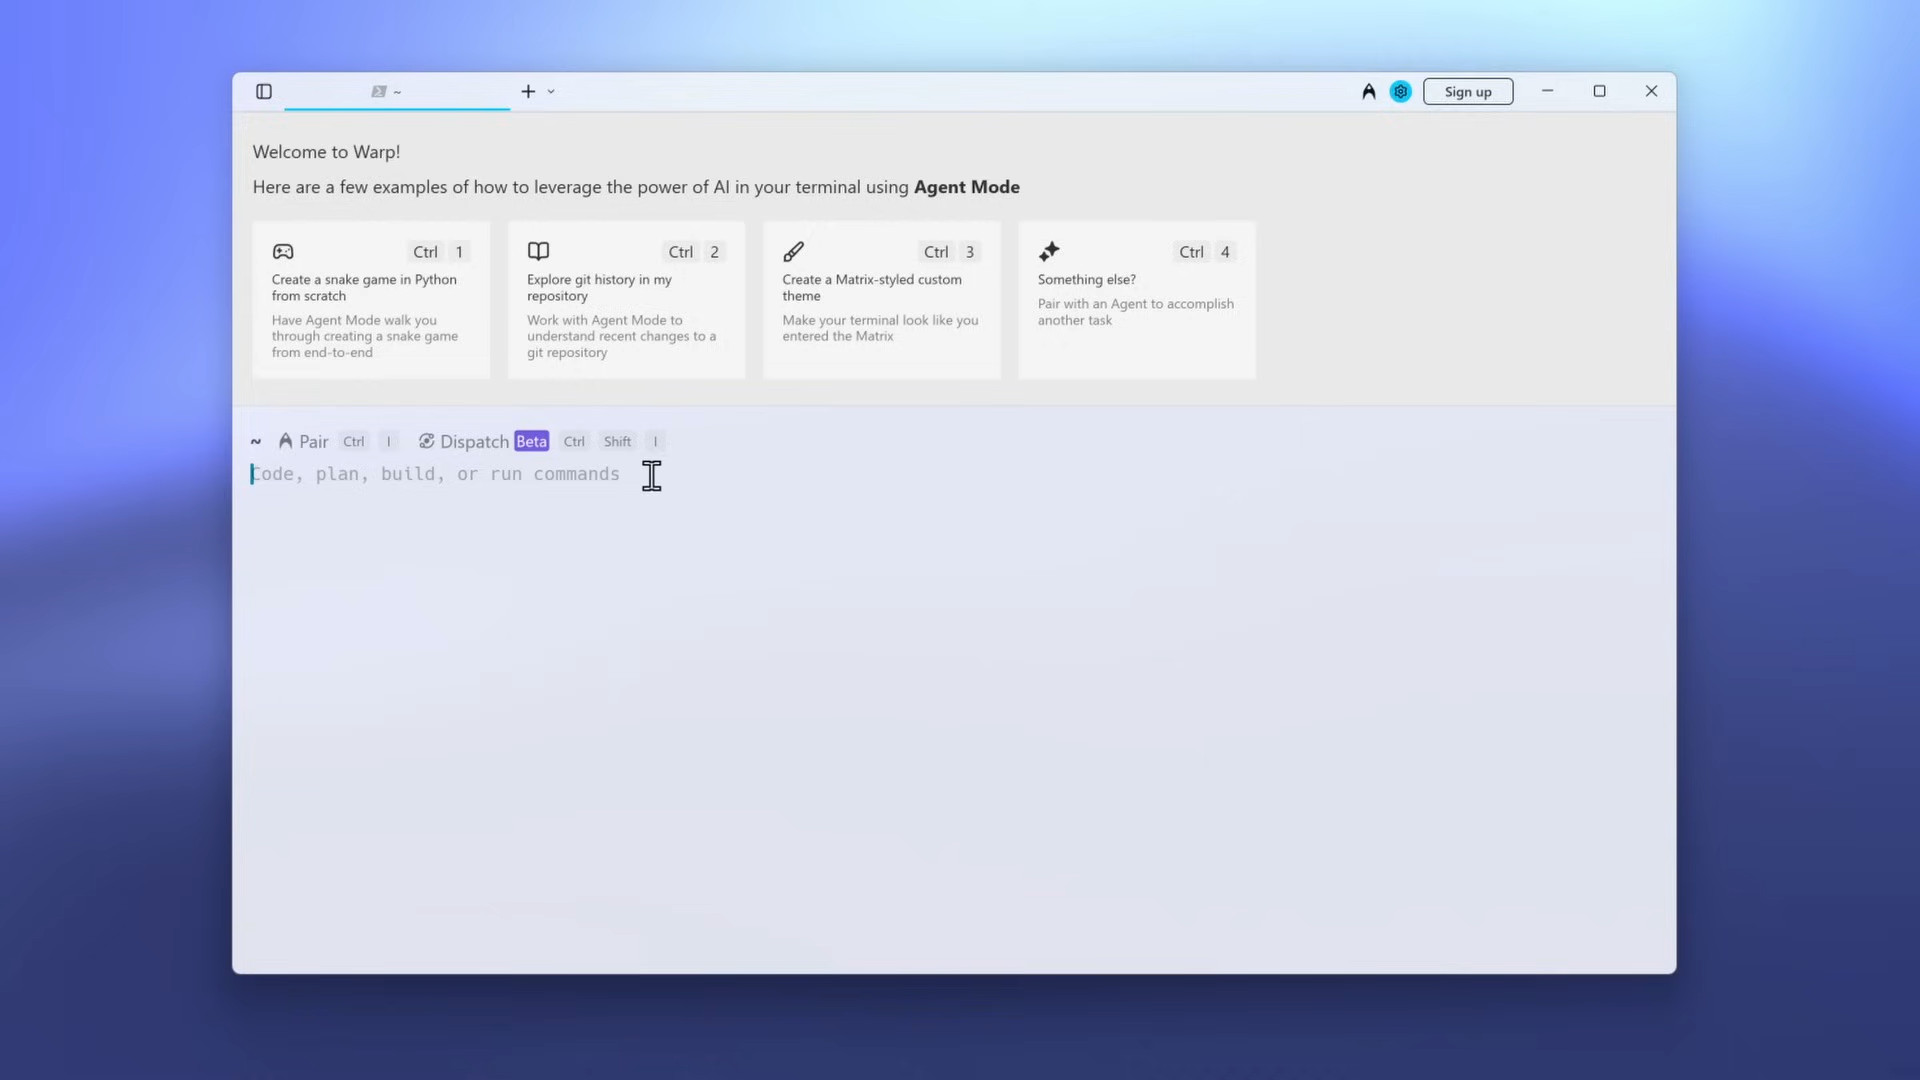 ~ Sign up
Welcome to Warp!
Here are a few examples of how to leverage the power of AI in your terminal using Agent Mode
Ctrl 1
Create a snake game in Python
from scratch
Have Agent Mode walk you
through creating a snake game
from end-to-end
Ctrl 2
Explore git history in my
repository
Work with Agent Mode to
understand recent changes to a
git repository
Ctrl 3
Create a Matrix-styled custom
theme
Make your terminal look like you
entered the Matrix
Ctrl 4
Something else?
Pair with an Agent to accomplish
another task
~ Pair Ctrl I Dispatch Beta Ctrl Shift I
Code, plan, build, or run commands